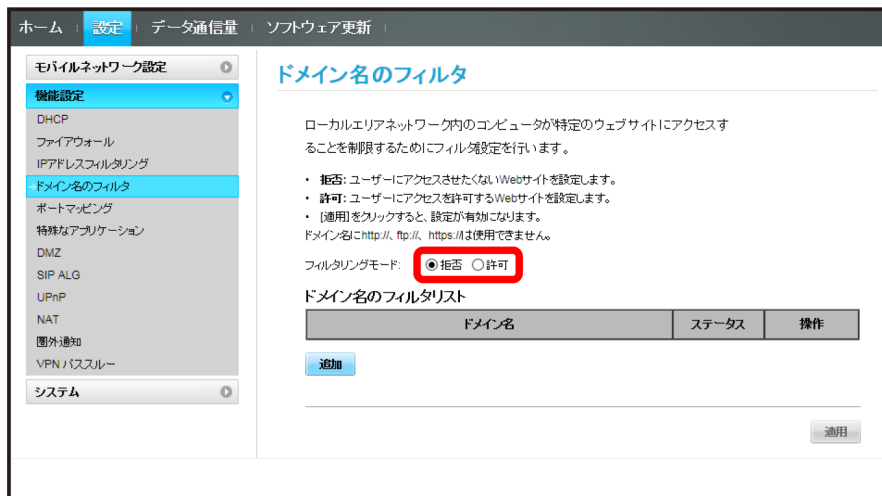 ホーム 設定 データ通信量 ソフトウェア更新
モバイルネットワーク設定
機能設定
DHCP
ファイアウォール
IPアドレスフィルタリング
ドメイン名のフィルタ
ポートマッピング
特殊なアプリケーション
DMZ
SIP ALG
UPnP
NAT
圏外通知
VPN パススルー
システム
ドメイン名のフィルタ
ローカルエリアネットワーク内のコンピュータが特定のウェブサイトにアクセスす
ることを制限するためにフィルタ設定を行います。
• 拒否: ユーザーにアクセスさせたくないWebサイトを設定します。
• 許可: ユーザーにアクセスを許可するWebサイトを設定します。
• [適用]をクリックすると、設定が有効になります。
ドメイン名にhttp://、ftp://、https://は使用できません。
フィルタリングモード: 拒否 許可
ドメイン名のフィルタリスト
ドメイン名 ステータス 操作
追加
適用